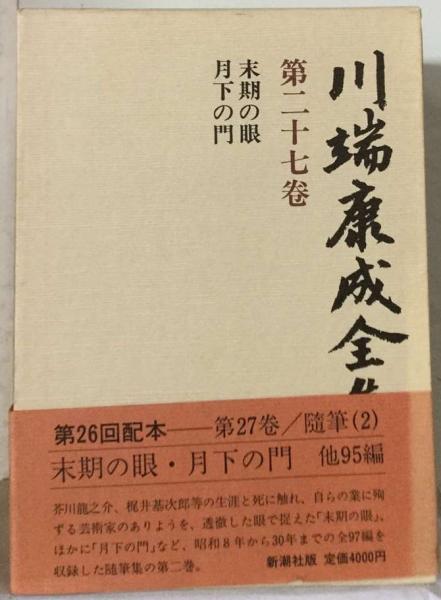 川端康成全集
第二十七巻
末期の眼
月下の門
第26回配本──第27巻／隨筆(2)
末期の眼・月下の門 他95編
芥川龍之介、梶井基次郎等の生涯と死に触れ、自らの業に殉
ずる芸術家のありようを、透徹した眼で捉えた「末期の眼」、
ほかに「月下の門」など、昭和8年から30年までの全97編を
収録した随筆集の第二巻。
新潮社版 定価4000円